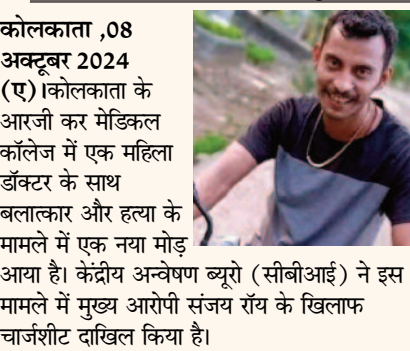 कोलकाता ,08
अक्टूबर 2024
(ए)।कोलकाता के
आरजी कर मेडिकल
कॉलेज में एक महिला
डॉक्टर के साथ
बलात्कार और हत्या के
मामले में एक नया मोड़
आया है। केंद्रीय अन्वेषण ब्यूरो (सीबीआई) ने इस
मामले में मुख्य आरोपी संजय रॉय के खिलाफ
चार्जशीट दाखिल किया है।